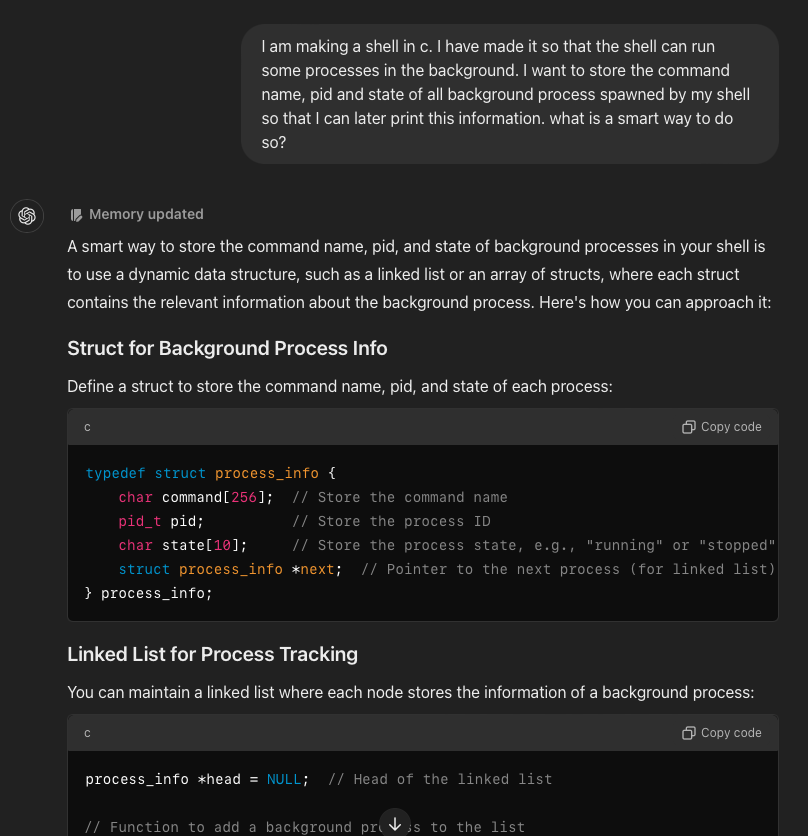 I am making a shell in c. I have made it so that the shell can run
some processes in the background. I want to store the command
name, pid and state of all background process spawned by my shell
so that I can later print this information. what is a smart way to do
so?
Memory updated
A smart way to store the command name, pid, and state of background processes in your shell is
to use a dynamic data structure, such as a linked list or an array of structs, where each struct
contains the relevant information about the background process. Here's how you can approach it:
Struct for Background Process Info
Define a struct to store the command name, pid, and state of each process:
c Copy code
typedef struct process_info {
    char command[256];  // Store the command name
    pid_t pid;          // Store the process ID
    char state[10];     // Store the process state, e.g., "running" or "stopped"
    struct process_info *next;  // Pointer to the next process (for linked list)
} process_info;
Linked List for Process Tracking
You can maintain a linked list where each node stores the information of a background process:
c Copy code
process_info *head = NULL;  // Head of the linked list
// Function to add a background to the list